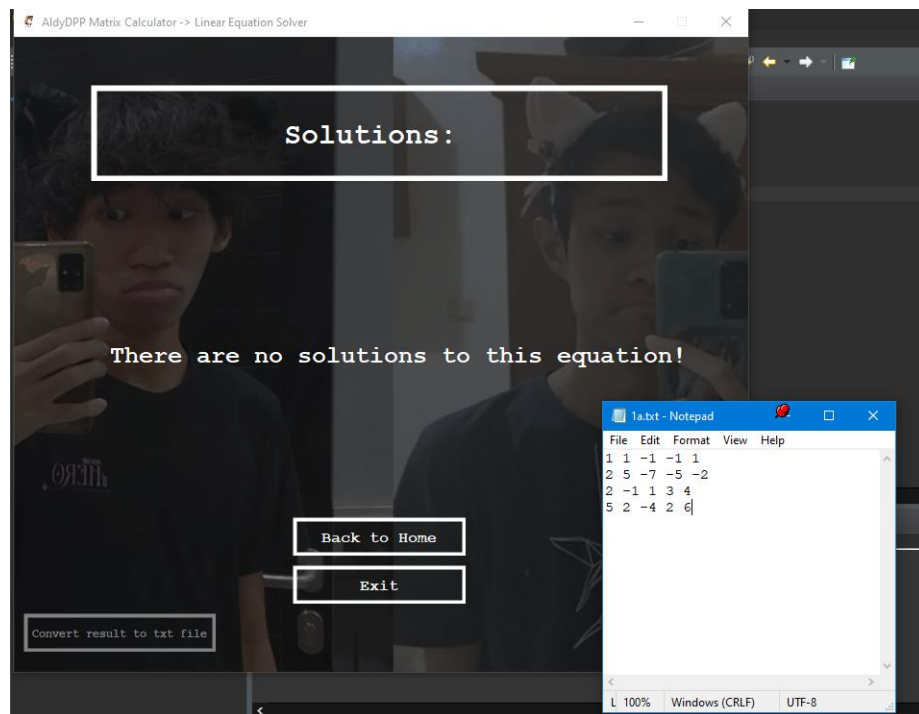 AldyDPP Matrix Calculator -> Linear Equation Solver
Solutions:
There are no solutions to this equation!
Back to Home
Exit
Convert result to txt file
1a.txt - Notepad
File Edit Format View Help
1 1 -1 -1 1
2 5 -7 -5 -2
2 -1 1 3 4
5 2 -4 2 6
L 100% Windows (CRLF) UTF-8